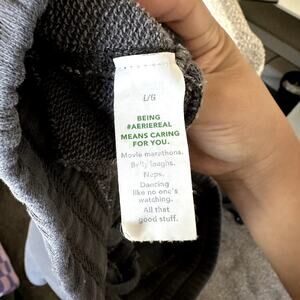 L/G
BEING
#AERIEREAL
MEANS CARING
FOR YOU.
Movie marathons.
Belly laughs.
Naps.
Dancing
like no one's
watching.
All that
good stuff.